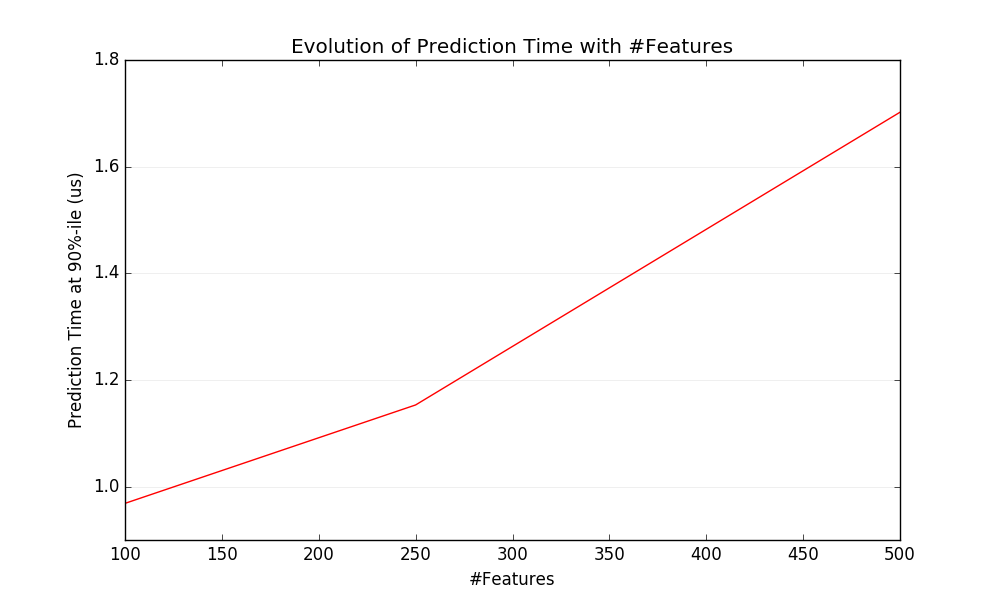 Evolution of Prediction Time with #Features
1.8
1.6
1.4
1.2
1.0
Prediction Time at 90%-ile (us)
100 150 200 250 300 350 400 450 500
#Features